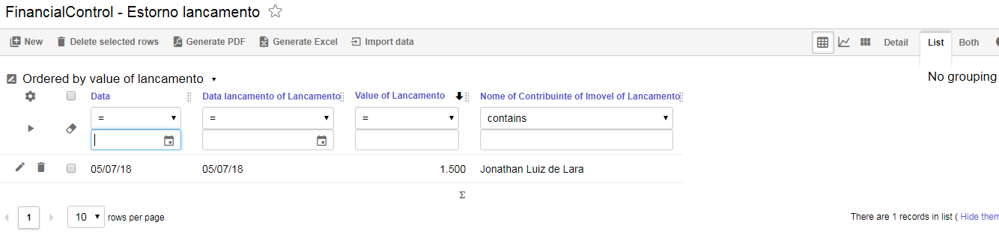 FinancialControl - Estorno lancamento
New Delete selected rows Generate PDF Generate Excel Import data Detail List Both
No grouping
Ordered by value of lancamento
Data Data lancamento of Lancamento Value of Lancamento Nome of Contribuinte of Imovel of Lancamento
= = = contains
05/07/18 05/07/18 1.500 Jonathan Luiz de Lara
Σ
1 10 rows per page There are 1 records in list ( Hide them